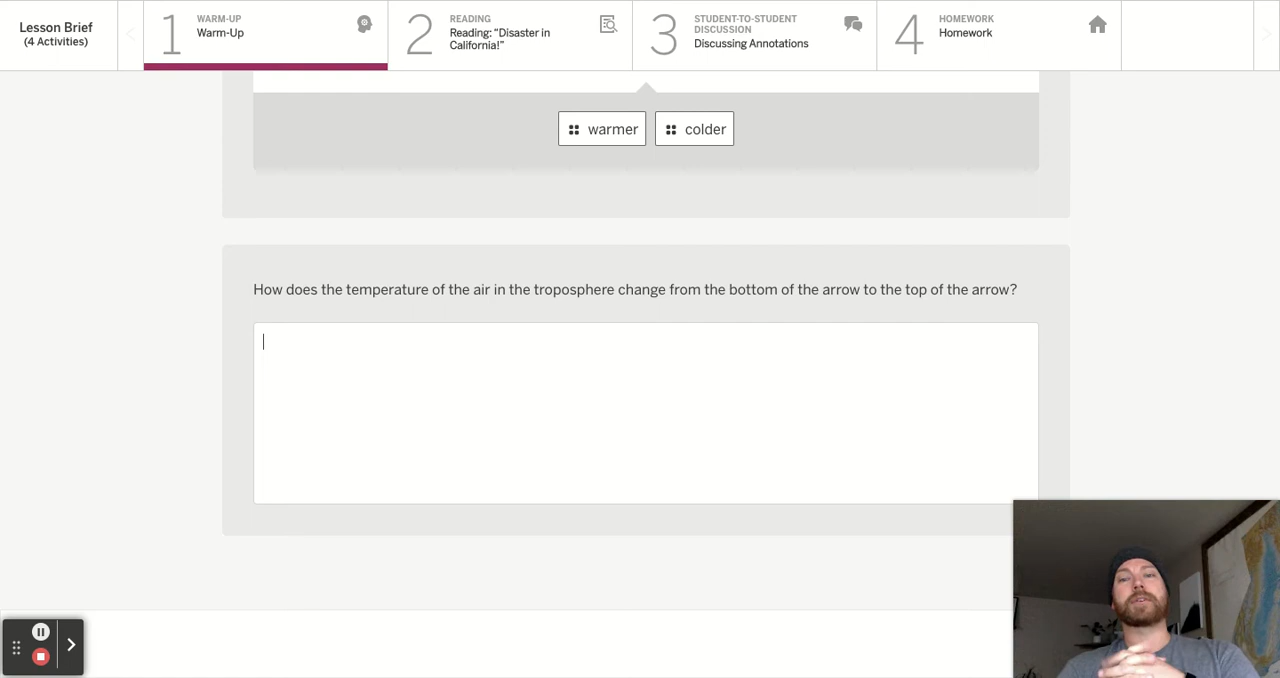 Lesson Brief
(4 Activities)
1
WARM-UP
Warm-Up
2
READING
Reading: “Disaster in
California!”
3
STUDENT-TO-STUDENT
DISCUSSION
Discussing Annotations
4
HOMEWORK
Homework
warmer
colder
How does the temperature of the air in the troposphere change from the bottom of the arrow to the top of the arrow?